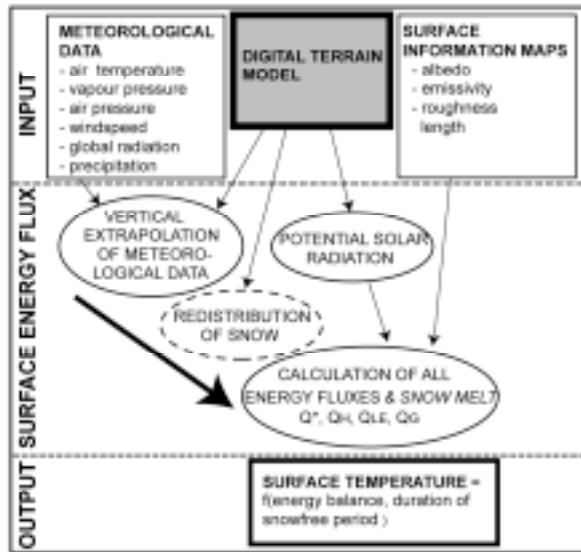 INPUT
METEOROLOGICAL
DATA
- air temperature
- vapour pressure
- air pressure
- windspeed
- global radiation
- precipitation
DIGITAL TERRAIN
MODEL
SURFACE
INFORMATION MAPS
- albedo
- emissivity
- roughness
length
SURFACE ENERGY FLUX
VERTICAL
EXTRAPOLATION
OF METEORO-
LOGICAL DATA
POTENTIAL SOLAR
RADIATION
REDISTRIBUTION
OF SNOW
CALCULATION OF ALL
ENERGY FLUXES & SNOW MELT
Q*, QH, QLE, QG
OUTPUT
SURFACE TEMPERATURE =
f(energy balance, duration of
snowfree period )